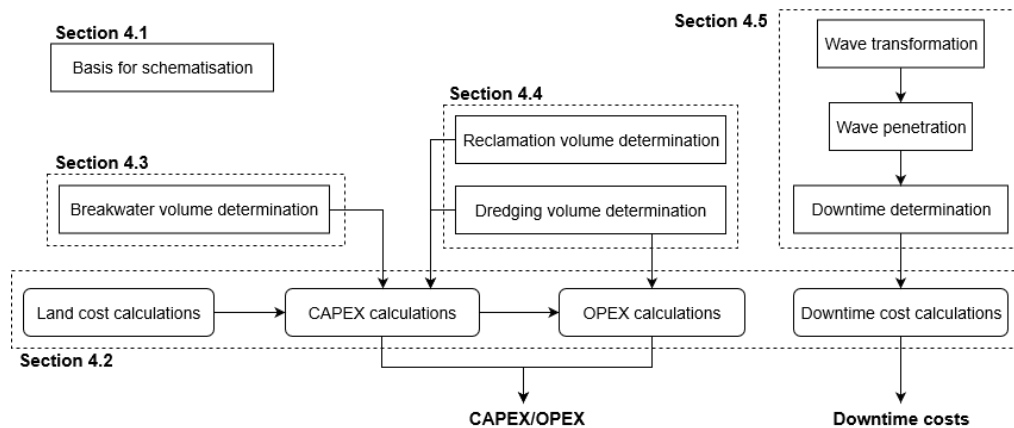 Section 4.1
Basis for schematisation
Section 4.5
Wave transformation
Wave penetration
Downtime determination
Section 4.4
Reclamation volume determination
Dredging volume determination
Section 4.3
Breakwater volume determination
Land cost calculations
CAPEX calculations
OPEX calculations
Downtime cost calculations
Section 4.2
CAPEX/OPEX
Downtime costs